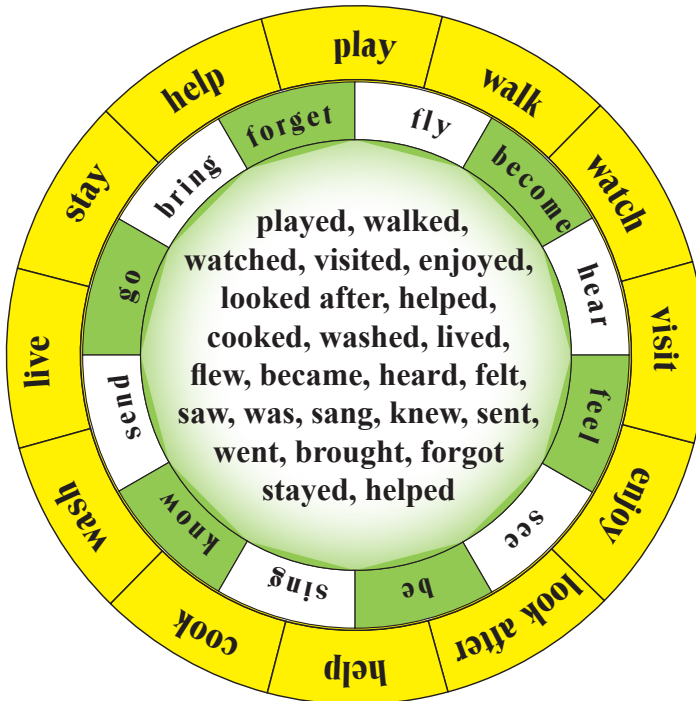 play
walk
watch
visit
enjoy
look after
help
cook
wash
live
stay
help
fly
become
hear
feel
see
be
sing
know
send
go
bring
forget
played, walked,
watched, visited, enjoyed,
looked after, helped,
cooked, washed, lived,
flew, became, heard, felt,
saw, was, sang, knew, sent,
went, brought, forgot
stayed, helped